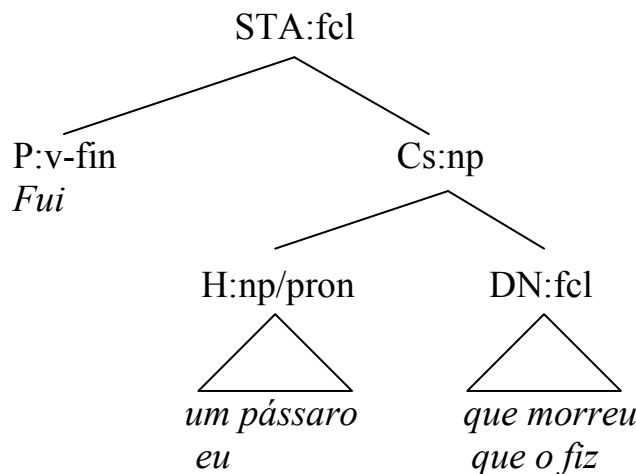 STA:fcl
P:v-fin Cs:np
Fui
H:np/pron DN:fcl
um pássaro que morreu
eu que o fiz